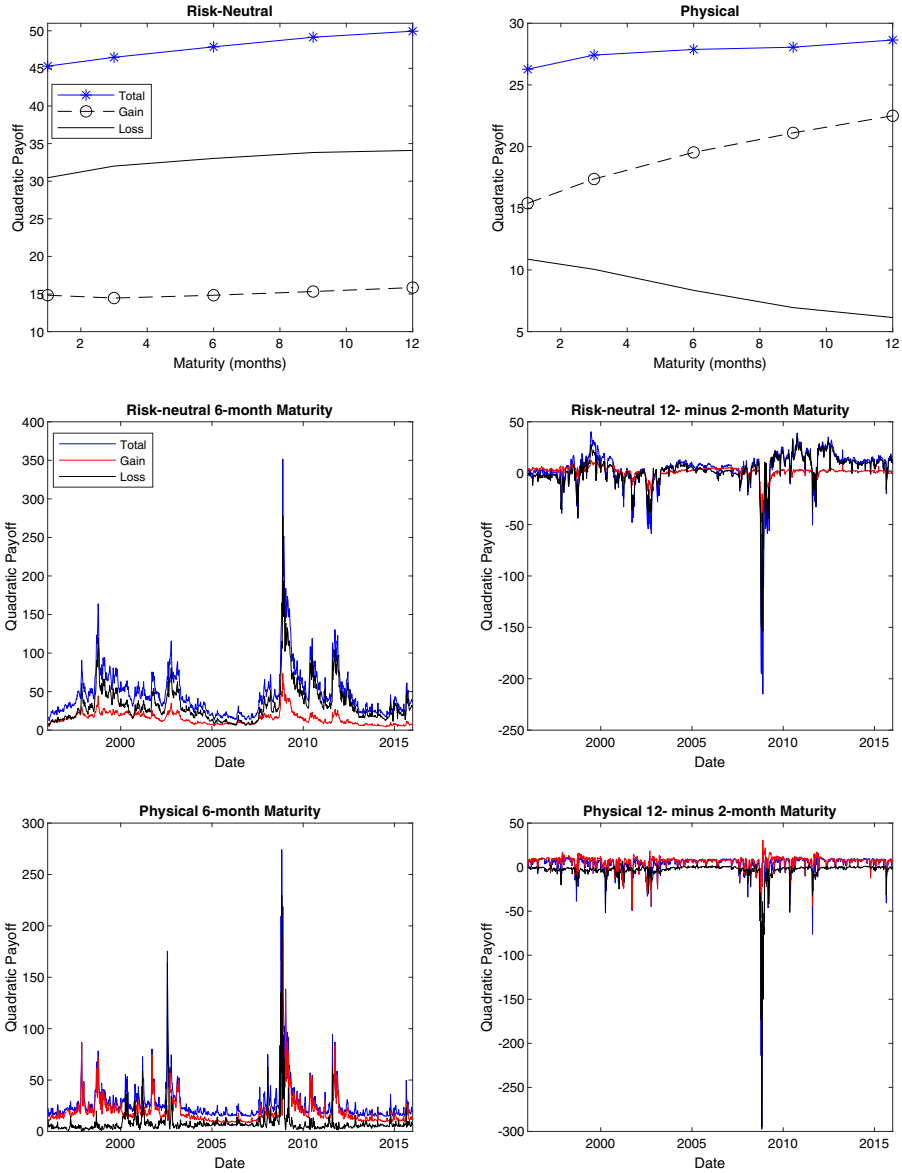 Risk-Neutral
50
45
40
35
30
25
20
15
10
Quadratic Payoff
Total
Gain
Loss
2 4 6 8 10 12
Maturity (months)
Physical
30
25
20
15
10
5
Quadratic Payoff
2 4 6 8 10 12
Maturity (months)
Risk-neutral 6-month Maturity
400
350
300
250
200
150
100
50
0
Quadratic Payoff
Total
Gain
Loss
2000 2005 2010 2015
Date
Risk-neutral 12- minus 2-month Maturity
50
0
-50
-100
-150
-200
-250
Quadratic Payoff
2000 2005 2010 2015
Date
Physical 6-month Maturity
300
250
200
150
100
50
0
Quadratic Payoff
2000 2005 2010 2015
Date
Physical 12- minus 2-month Maturity
50
0
-50
-100
-150
-200
-250
-300
Quadratic Payoff
2000 2005 2010 2015
Date